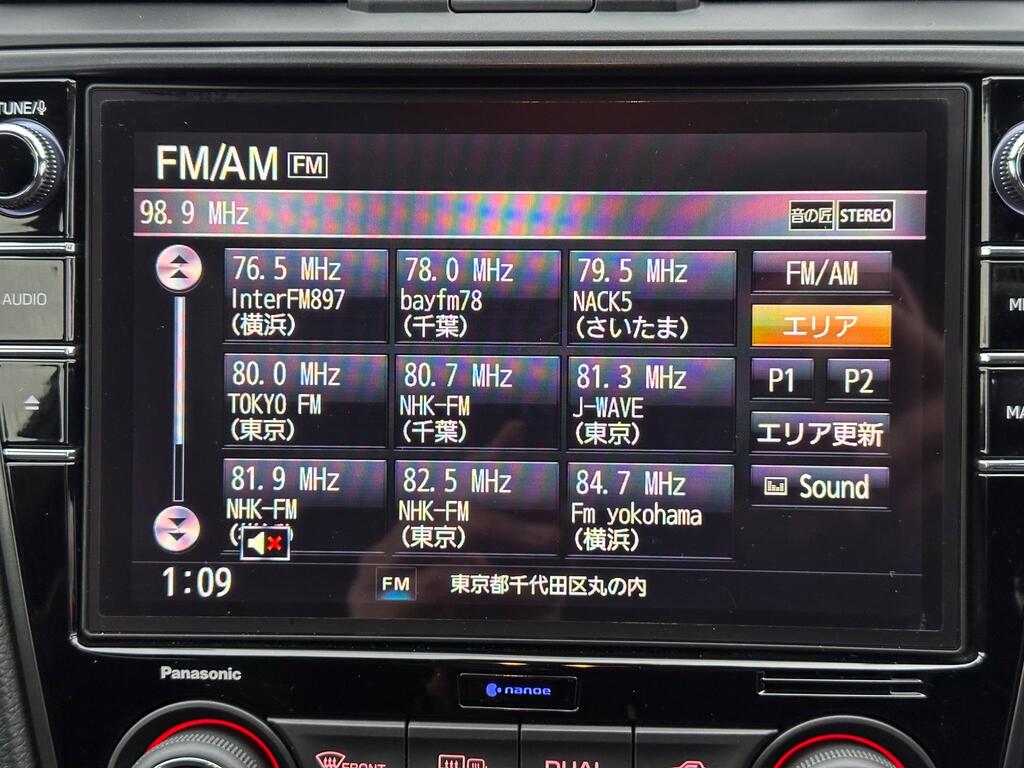 TUNE/
FM/AM FM
98.9 MHz
音の匠 STEREO
76.5 MHz
InterFM897
(横浜)
78.0 MHz
bayfm78
(千葉)
79.5 MHz
NACK5
(さいたま)
FM/AM
エリア
80.0 MHz
TOKYO FM
(東京)
80.7 MHz
NHK-FM
(千葉)
81.3 MHz
J-WAVE
(東京)
P1 P2
エリア更新
81.9 MHz
NHK-FM
82.5 MHz
NHK-FM
(東京)
84.7 MHz
Fm yokohama
(横浜)
Sound
1:09
FM
東京都千代田区丸の内
AUDIO
Panasonic
nanoe
FRONT
DUAL